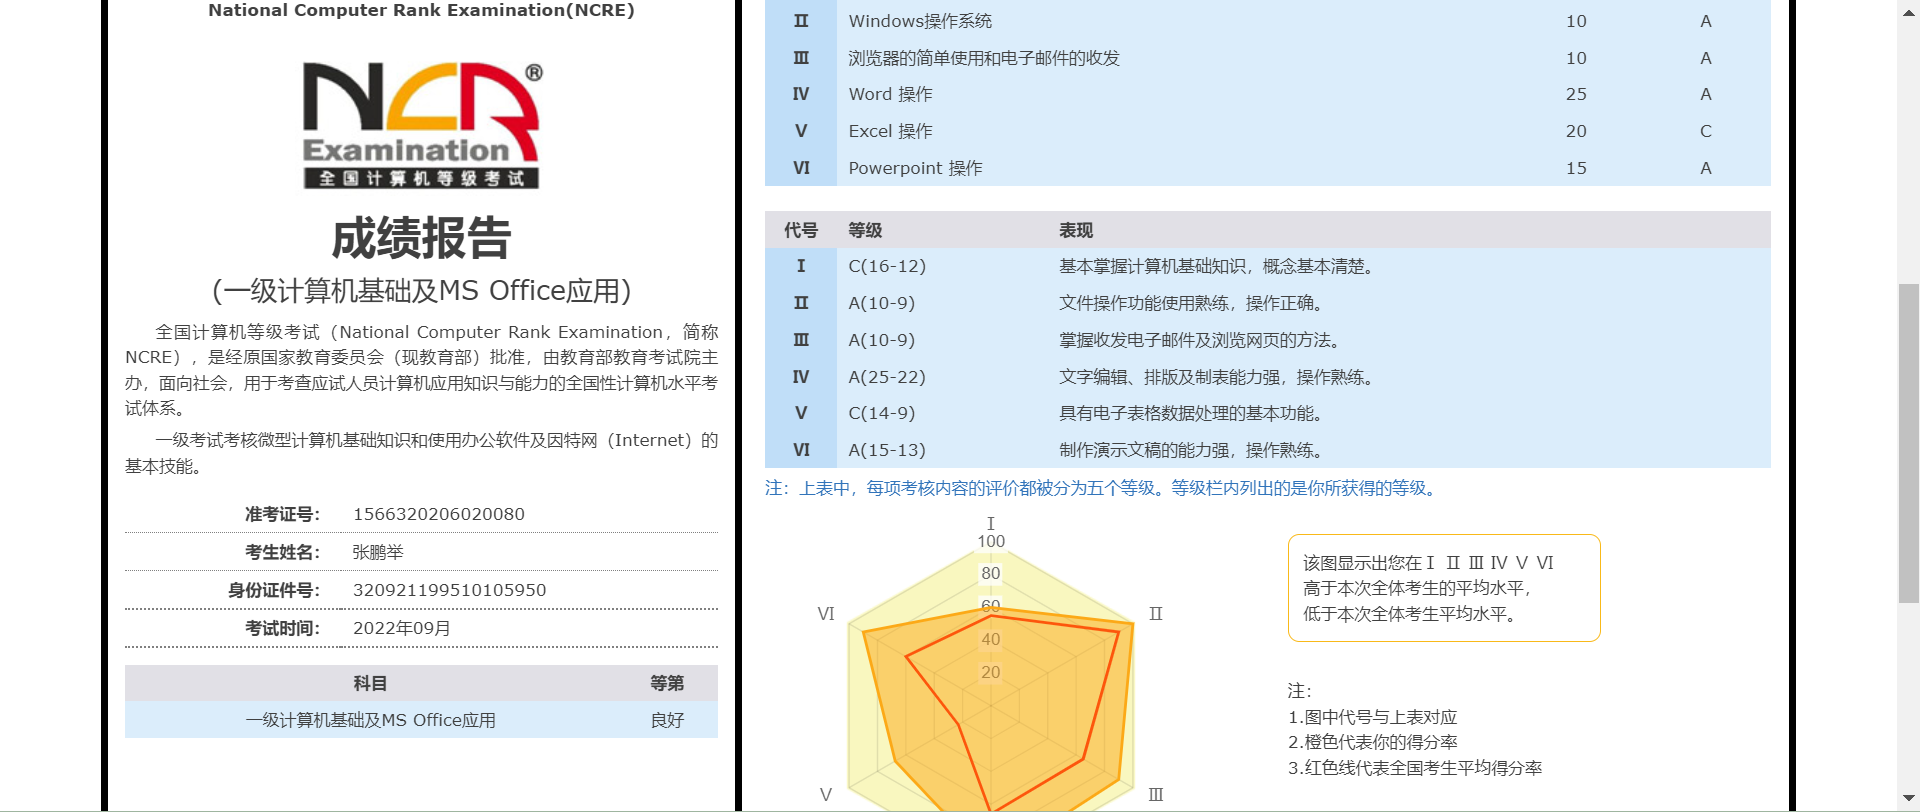 National Computer Rank Examination(NCRE)
NCR®
Examination
全国计算机等级考试
成绩报告
（一级计算机基础及MS Office应用）
全国计算机等级考试（National Computer Rank Examination，简称
NCRE），是经原国家教育委员会（现教育部）批准，由教育部教育考试院主
办，面向社会，用于考查应试人员计算机应用知识与能力的全国性计算机水平考
试体系。
一级考试考核微型计算机基础知识和使用办公软件及因特网（Internet）的
基本技能。
准考证号： 1566320206020080
考生姓名： 张鹏举
身份证件号： 320921199510105950
考试时间： 2022年09月
科目 等第
一级计算机基础及MS Office应用 良好
Ⅱ Windows操作系统 10 A
Ⅲ 浏览器的简单使用和电子邮件的收发 10 A
Ⅳ Word 操作 25 A
Ⅴ Excel 操作 20 C
Ⅵ Powerpoint 操作 15 A
代号 等级 表现
Ⅰ C(16-12) 基本掌握计算机基础知识，概念基本清楚。
Ⅱ A(10-9) 文件操作功能使用熟练，操作正确。
Ⅲ A(10-9) 掌握收发电子邮件及浏览网页的方法。
Ⅳ A(25-22) 文字编辑、排版及制表能力强，操作熟练。
Ⅴ C(14-9) 具有电子表格数据处理的基本功能。
Ⅵ A(15-13) 制作演示文稿的能力强，操作熟练。
注：上表中，每项考核内容的评价都被分为五个等级。等级栏内列出的是你所获得的等级。
Ⅰ
100
80
60
40
20
Ⅵ
Ⅱ
Ⅴ
Ⅲ
该图显示出您在Ⅰ Ⅱ Ⅲ Ⅳ Ⅴ Ⅵ
高于本次全体考生的平均水平，
低于本次全体考生平均水平。
注：
1.图中代号与上表对应
2.橙色代表你的得分率
3.红色线代表全国考生平均得分率